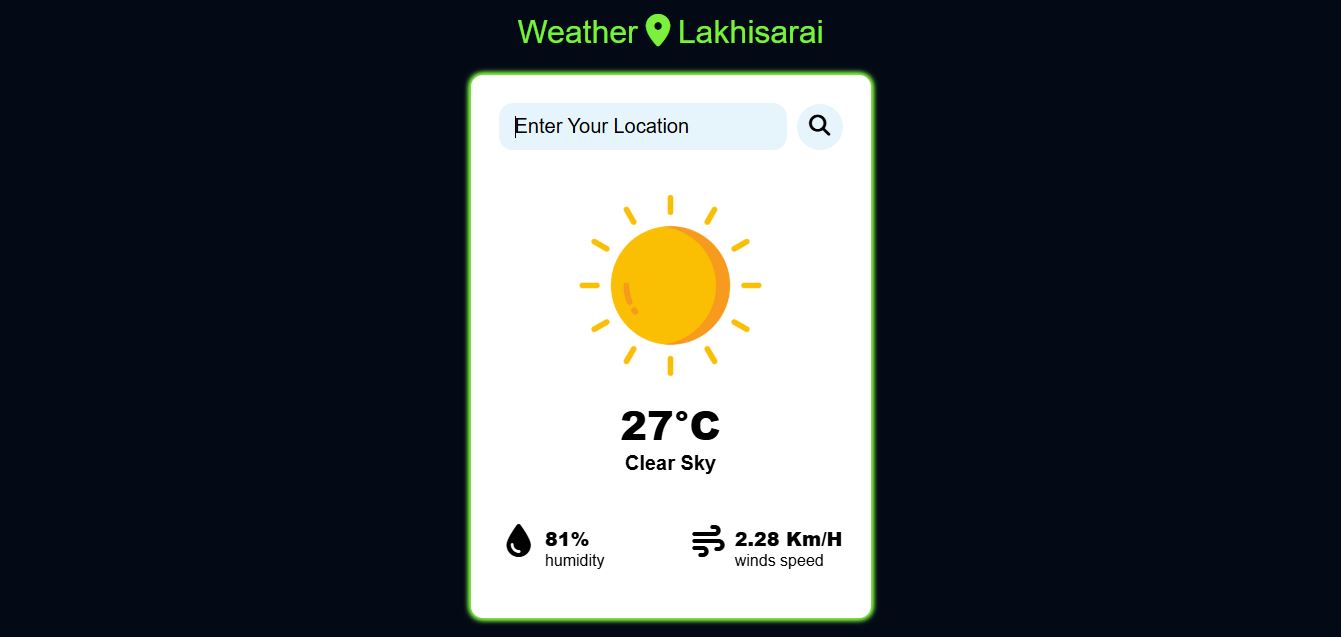 Weather Lakhisarai
Enter Your Location
27°C
Clear Sky
81%
humidity
2.28 Km/H
winds speed